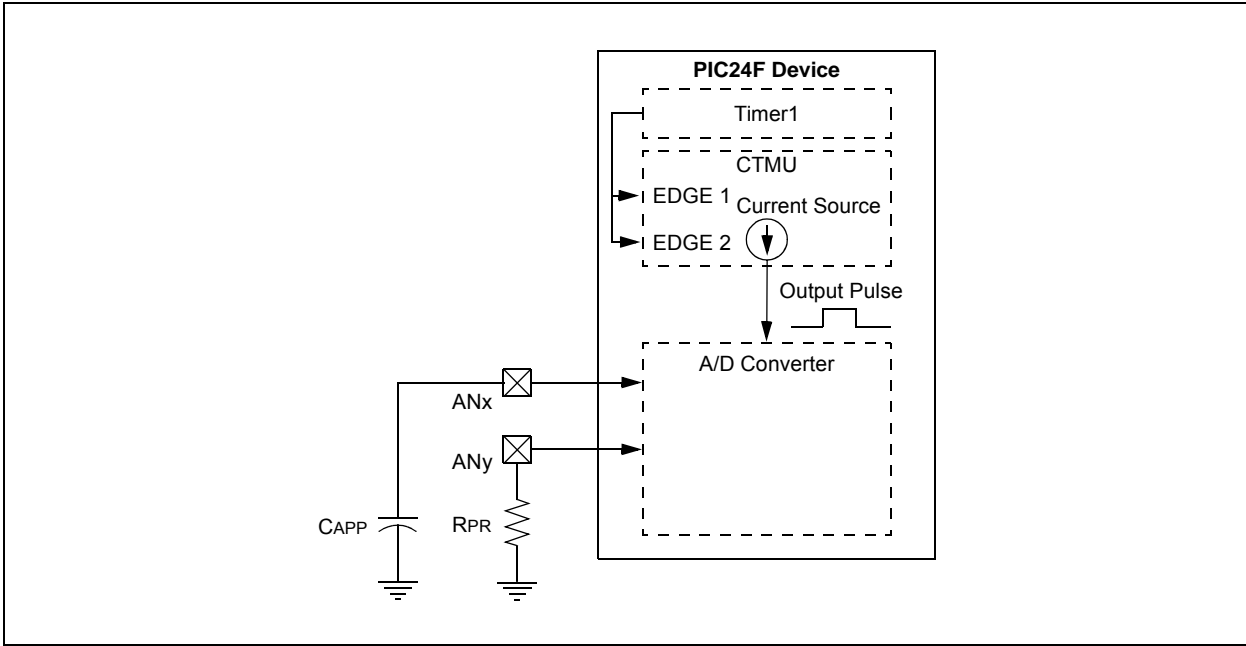 PIC24F Device
Timer1
CTMU
EDGE 1
Current Source
EDGE 2
Output Pulse
A/D Converter
ANx
ANy
CAPP
RPR